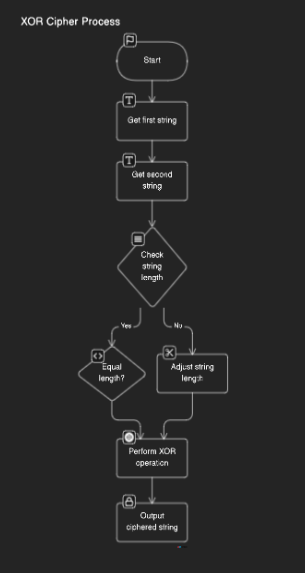 XOR Cipher Process
Start
T
Get first string
T
Get second
string
Check
string
length
Yes
No
<>
Equal
length?
Adjust string
length
Perform XOR
operation
Output
ciphered string